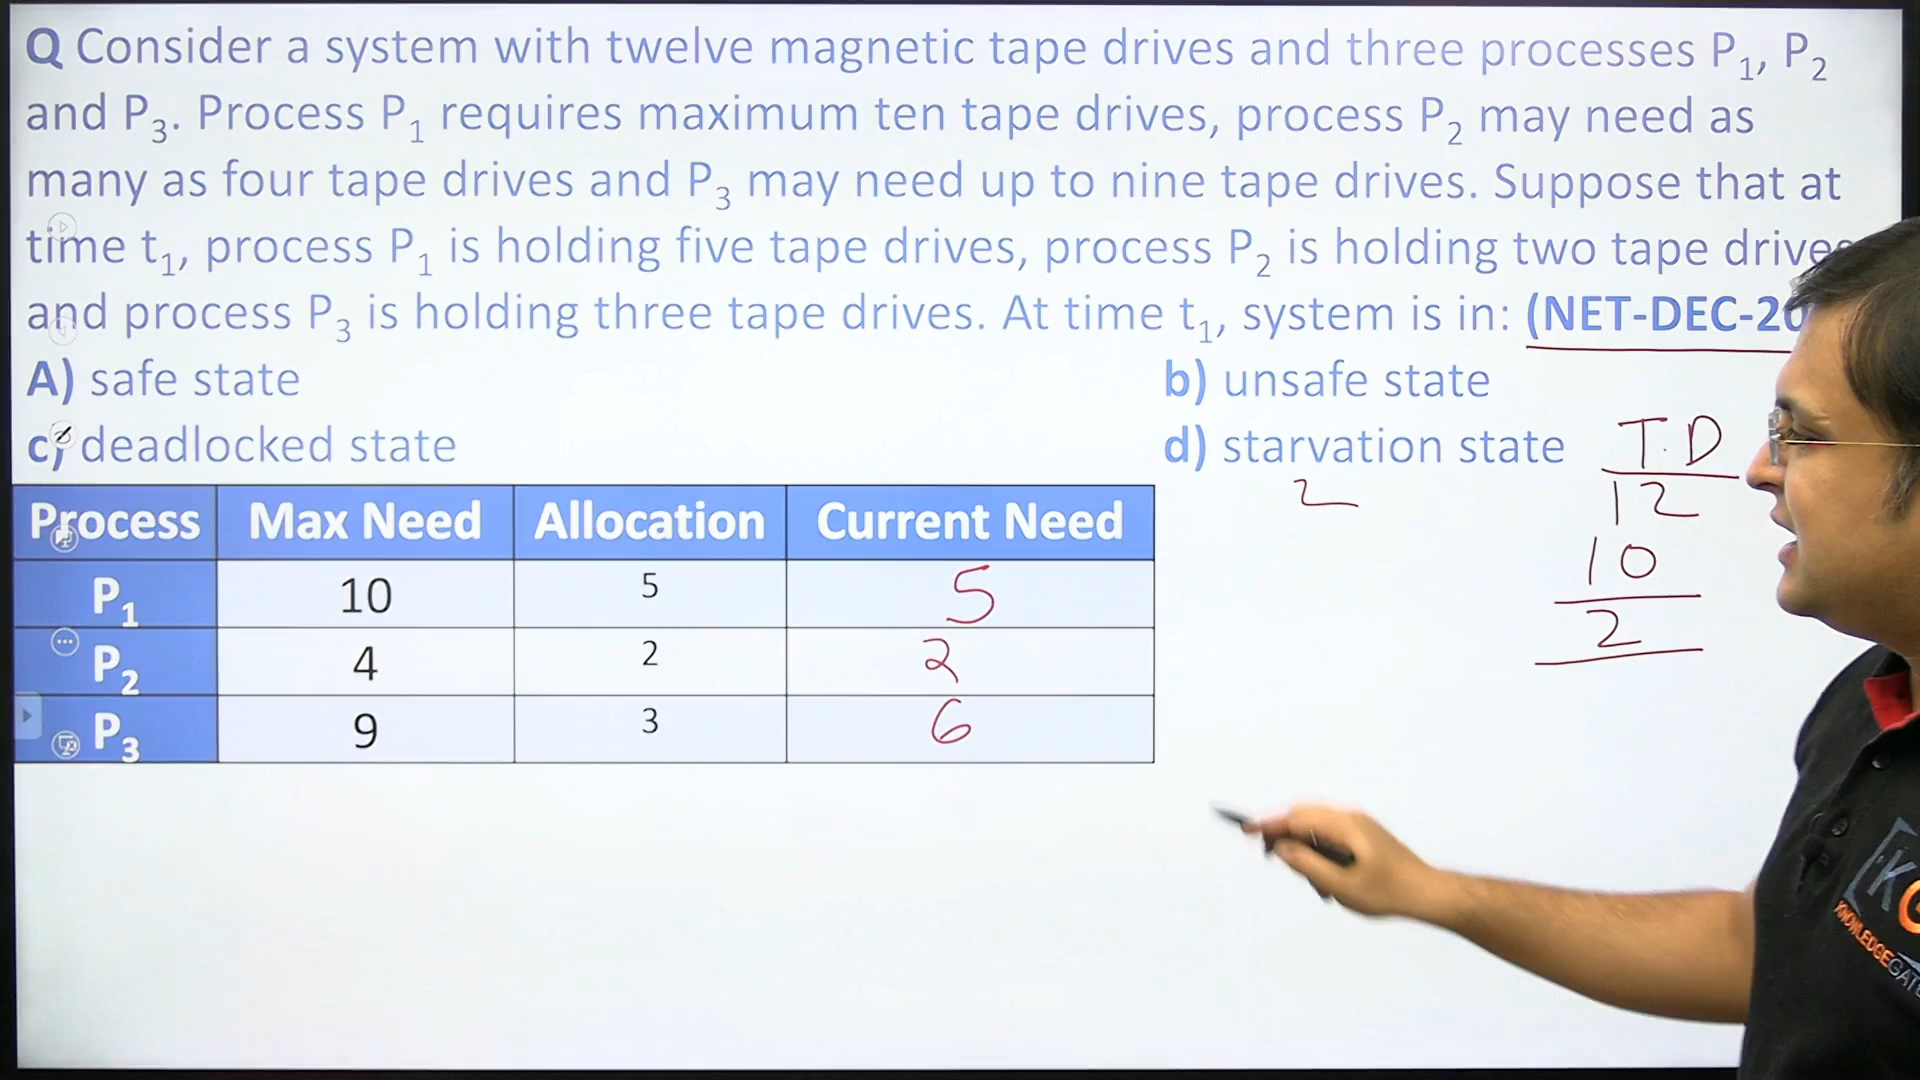 Q Consider a system with twelve magnetic tape drives and three processes P1, P2
and P3. Process P1 requires maximum ten tape drives, process P2 may need as
many as four tape drives and P3 may need up to nine tape drives. Suppose that at
time t1, process P1 is holding five tape drives, process P2 is holding two tape drives
and process P3 is holding three tape drives. At time t1, system is in: (NET-DEC-20
A) safe state b) unsafe state
c) deadlocked state d) starvation state
T.D
2
12
10
2
Process Max Need Allocation Current Need
P1 10 5 5
P2 4 2 2
P3 9 3 6
KNOWLEDGEGATE